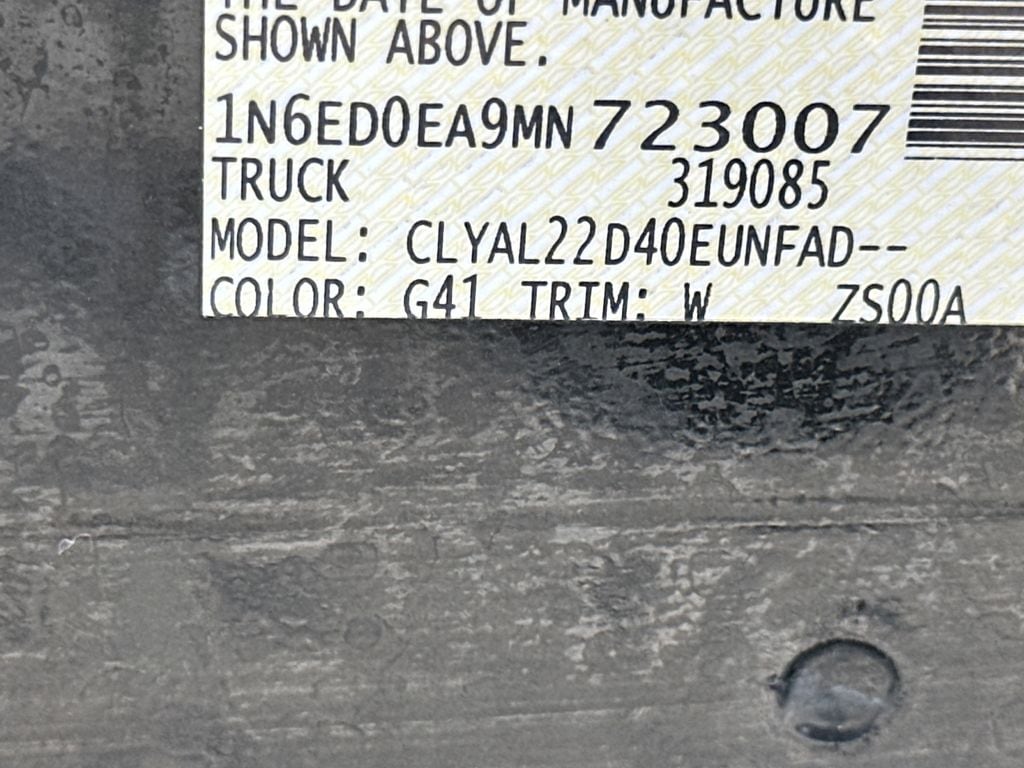 THE DATE OF MANUFACTURE
SHOWN ABOVE.
1N6ED0EA9MN723007
TRUCK 319085
MODEL: CLYAL22D40EUNFAD--
COLOR: G41 TRIM: W ZS00A